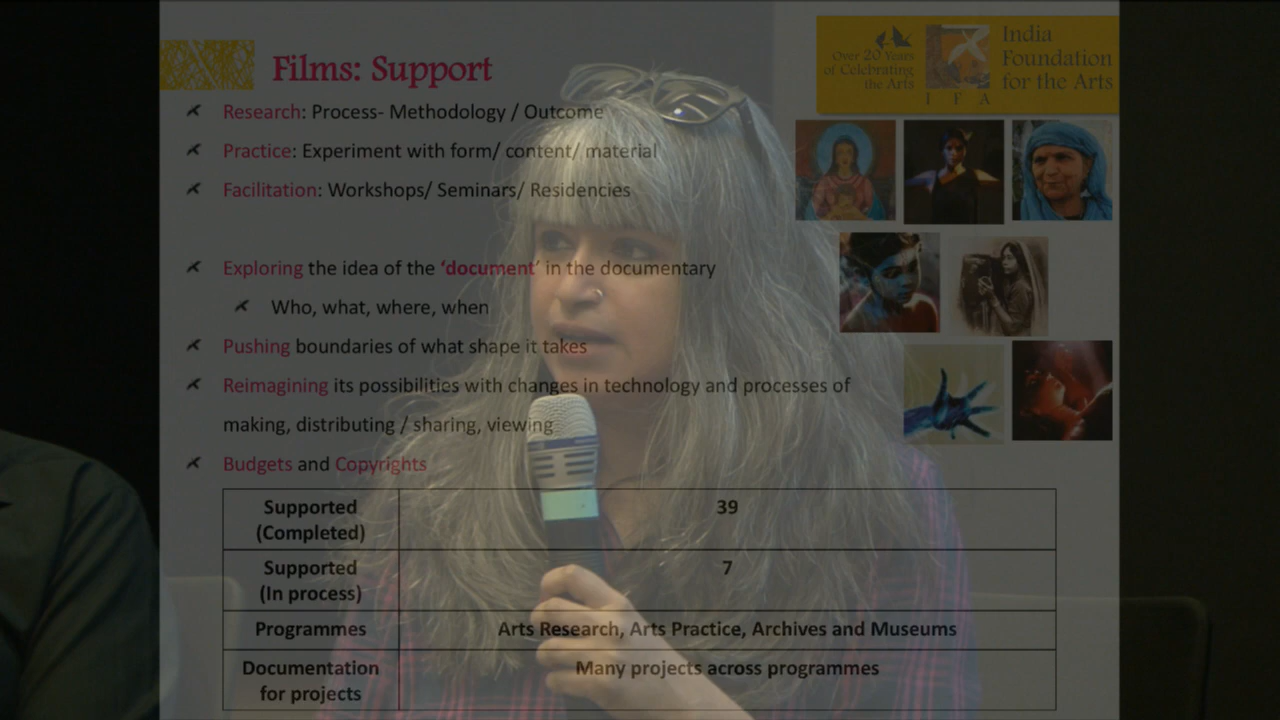 Films: Support
Over 20 Years
of Celebrating
the Arts
I F A
India
Foundation
for the Arts
Research: Process- Methodology / Outcome
Practice: Experiment with form/ content/ material
Facilitation: Workshops/ Seminars/ Residencies
Exploring the idea of the ‘document’ in the documentary
Who, what, where, when
Pushing boundaries of what shape it takes
Reimagining its possibilities with changes in technology and processes of
making, distributing / sharing, viewing
Budgets and Copyrights
Supported
(Completed)
39
Supported
(In process)
7
Programmes
Arts Research, Arts Practice, Archives and Museums
Documentation
for projects
Many projects across programmes